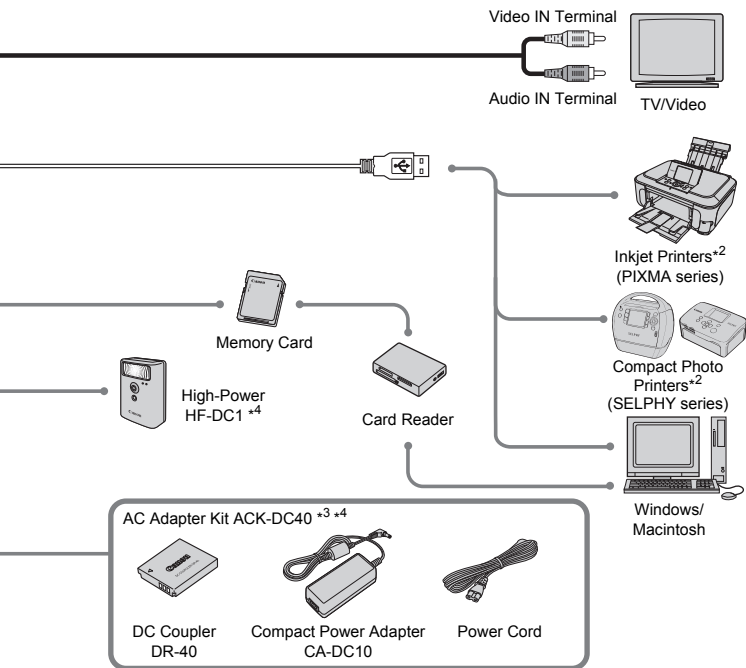 Video IN Terminal
Audio IN Terminal
TV/Video
Inkjet Printers*2
(PIXMA series)
Memory Card
Compact Photo
Printers*2
(SELPHY series)
High-Power
HF-DC1 *4
Card Reader
Windows/
Macintosh
AC Adapter Kit ACK-DC40 *3 *4
Canon
DC Coupler
DR-40
Compact Power Adapter
CA-DC10
Power Cord